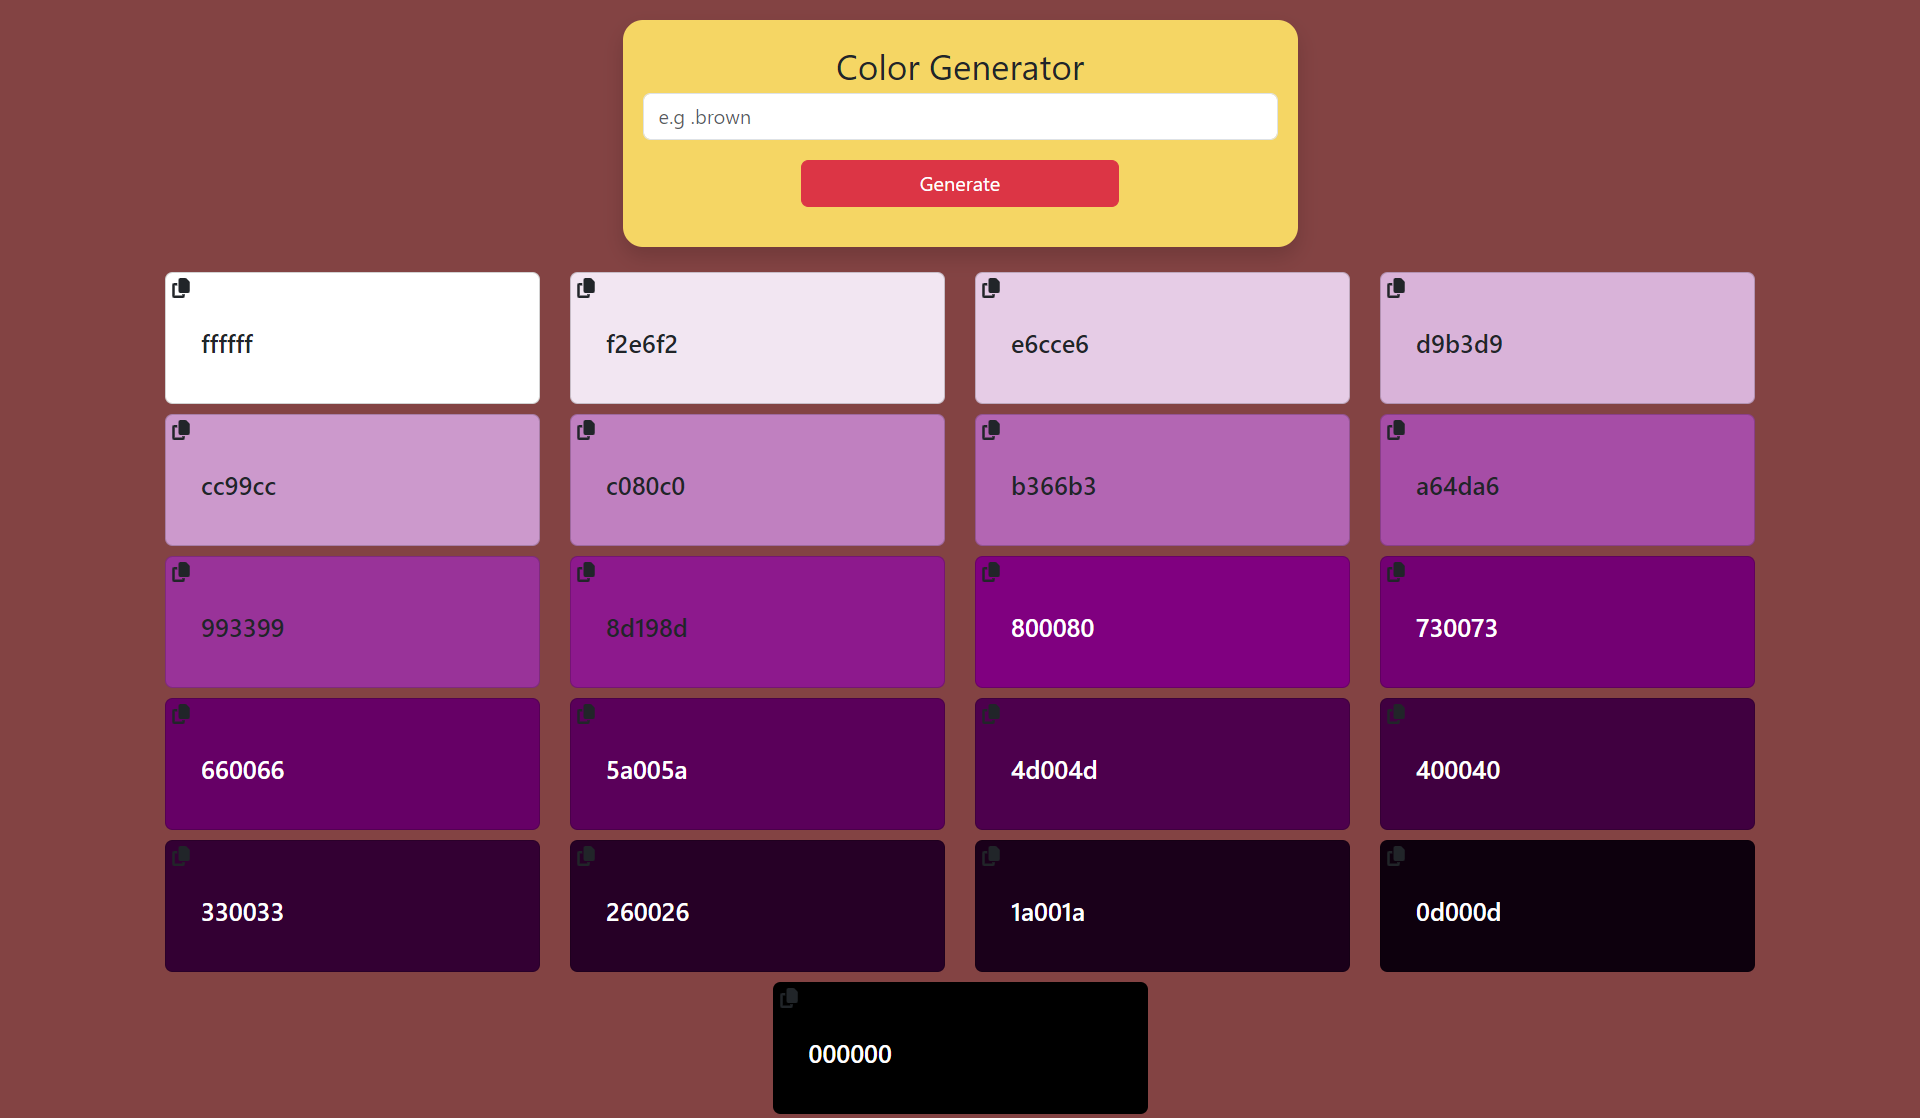 Color Generator
e.g .brown
Generate
ffffff
f2e6f2
e6cce6
d9b3d9
cc99cc
c080c0
b366b3
a64da6
993399
8d198d
800080
730073
660066
5a005a
4d004d
400040
330033
260026
1a001a
0d000d
000000